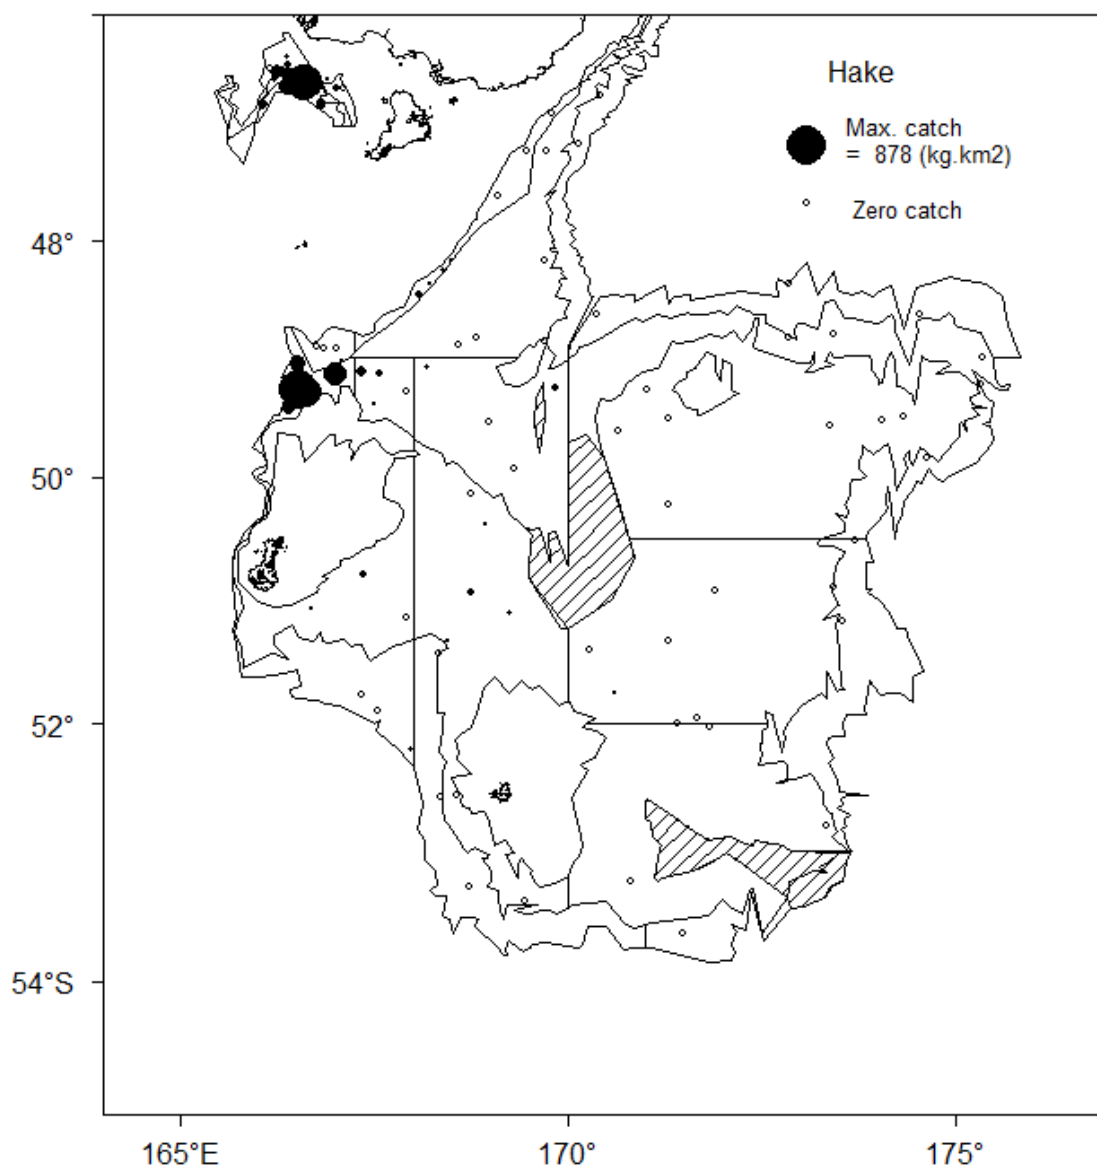 Hake
Max. catch
= 878 (kg.km2)
Zero catch
48°
50°
52°
54°S
165°E
170°
175°